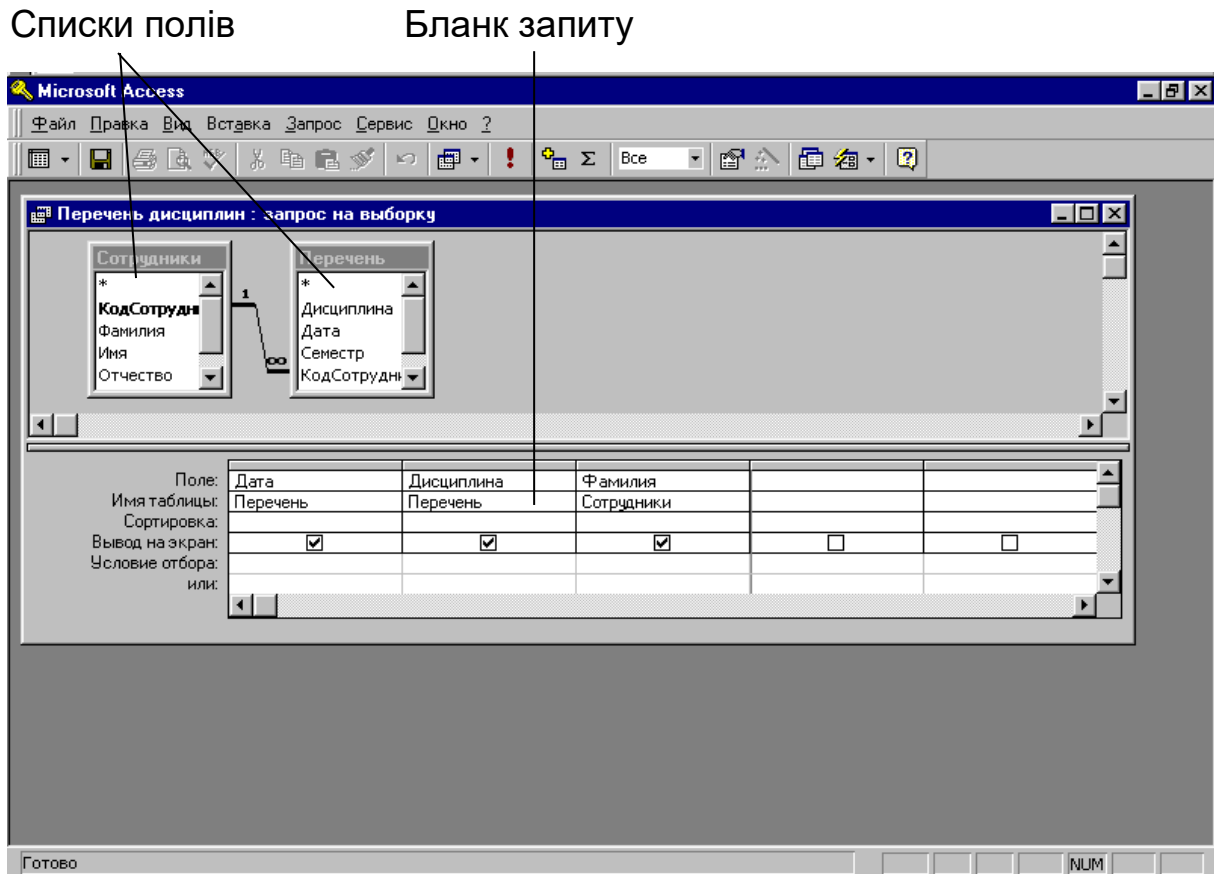 Списки полів Бланк запиту
Microsoft Access
Файл Правка Вид Вставка Запрос Сервис Окно ?
Все
Перечень дисциплин : запрос на выборку
Сотрудники Перечень
* *
КодСотрудн Дисциплина
Фамилия Дата
Имя Семестр
Отчество КодСотрудн
1
∞
Поле: Дата Дисциплина Фамилия
Имя таблицы: Перечень Перечень Сотрудники
Сортировка:
Вывод на экран:
Условие отбора:
или:
Готово NUM